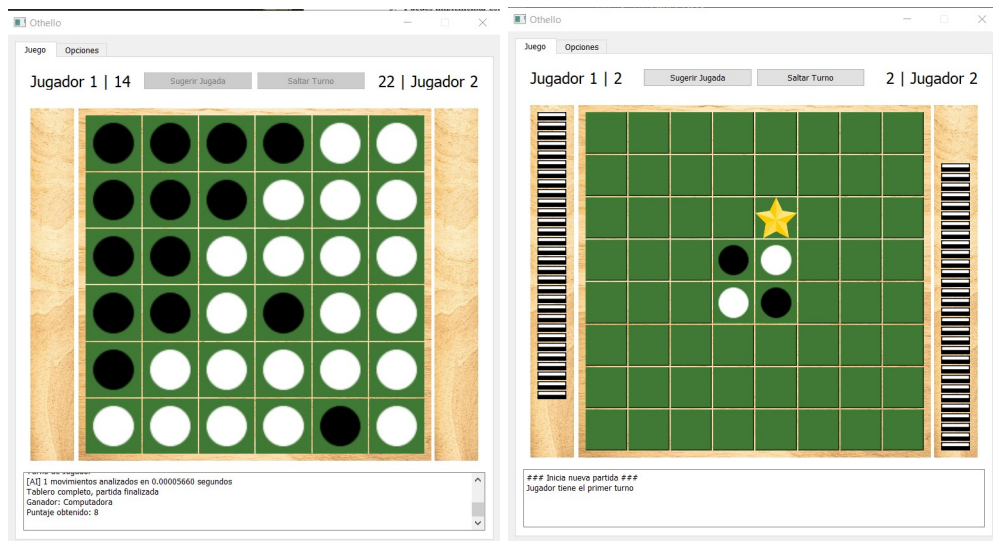 Othello
Juego Opciones
Jugador 1 | 14 Sugerir Jugada Saltar Turno 22 | Jugador 2
[AI] 1 movimientos analizados en 0.00005660 segundos
Tablero completo, partida finalizada
Ganador: Computadora
Puntaje obtenido: 8
Othello
Juego Opciones
Jugador 1 | 2 Sugerir Jugada Saltar Turno 2 | Jugador 2
### Inicia nueva partida ###
Jugador tiene el primer turno